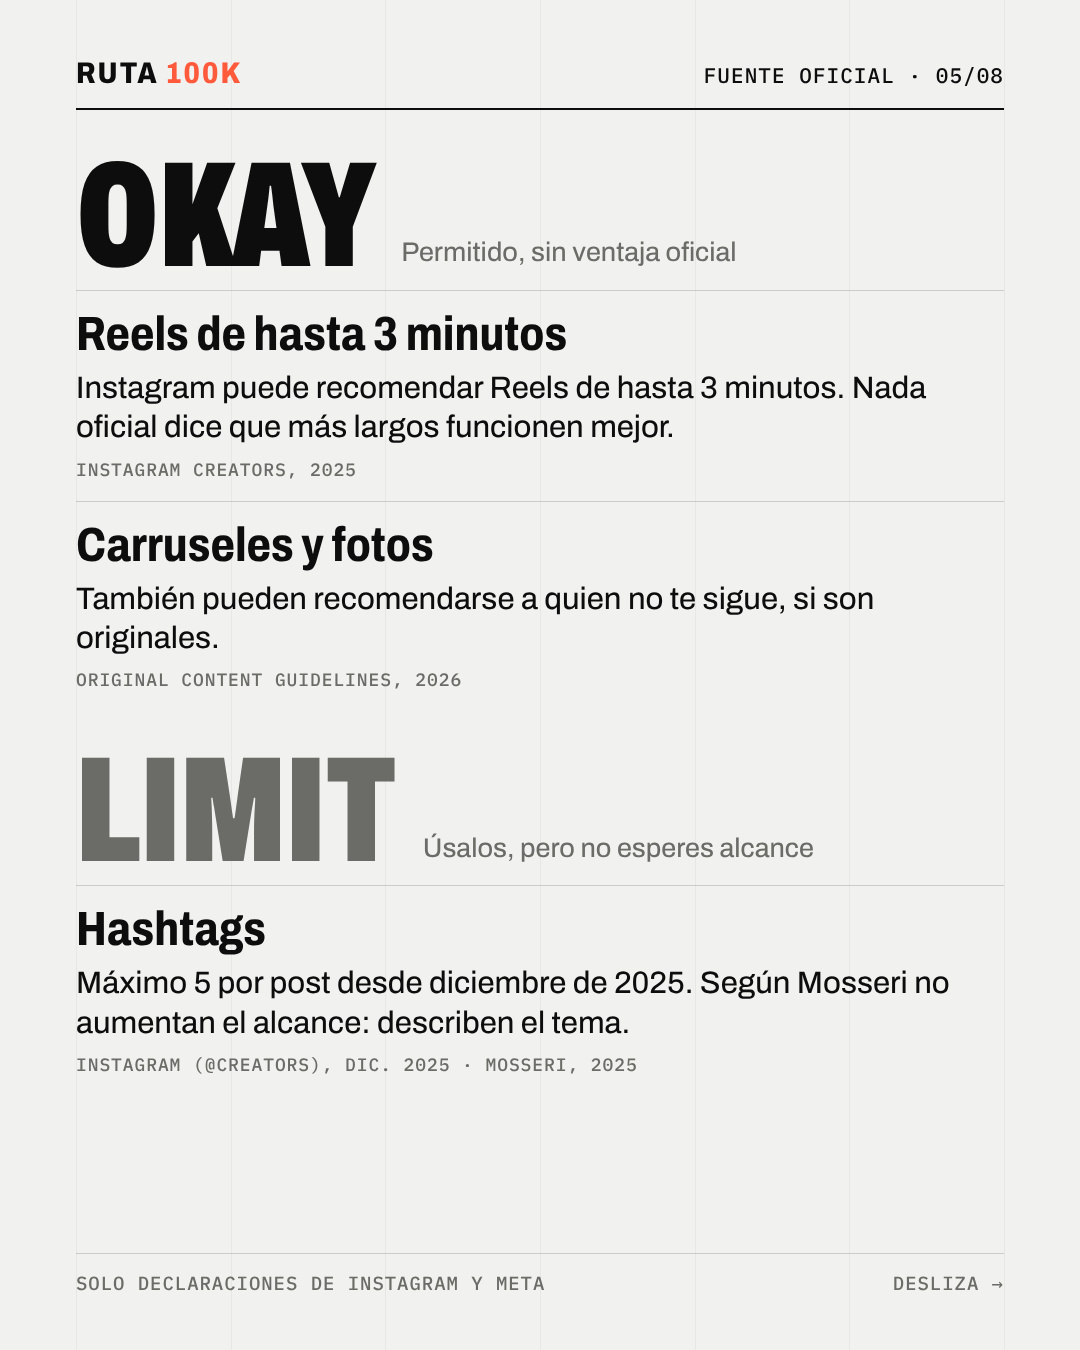 RUTA 100K
FUENTE OFICIAL · 05/08
OKAY
Permitido, sin ventaja oficial
Reels de hasta 3 minutos
Instagram puede recomendar Reels de hasta 3 minutos. Nada
oficial dice que más largos funcionen mejor.
INSTAGRAM CREATORS, 2025
Carruseles y fotos
También pueden recomendarse a quien no te sigue, si son
originales.
ORIGINAL CONTENT GUIDELINES, 2026
LIMIT
Úsalos, pero no esperes alcance
Hashtags
Máximo 5 por post desde diciembre de 2025. Según Mosseri no
aumentan el alcance: describen el tema.
INSTAGRAM (@CREATORS), DIC. 2025 · MOSSERI, 2025
SOLO DECLARACIONES DE INSTAGRAM Y META
DESLIZA →